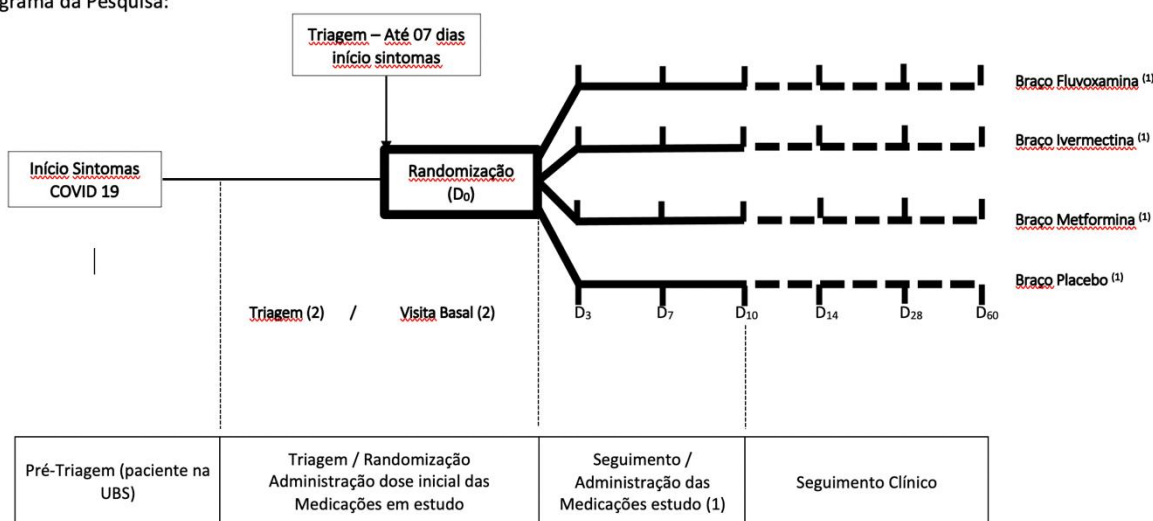 grama da Pesquisa:
Triagem – Até 07 dias
início sintomas
Início Sintomas
COVID 19
Randomização
(D₀)
Braço Fluvoxamina ⁽¹⁾
Braço Ivermectina ⁽¹⁾
Braço Metformina ⁽¹⁾
Braço Placebo ⁽¹⁾
Triagem (2) / Visita Basal (2)
D₃ D₇ D₁₀ D₁₄ D₂₈ D₆₀
Pré-Triagem (paciente na
UBS)
Triagem / Randomização
Administração dose inicial das
Medicações em estudo
Seguimento /
Administração das
Medicações estudo (1)
Seguimento Clínico